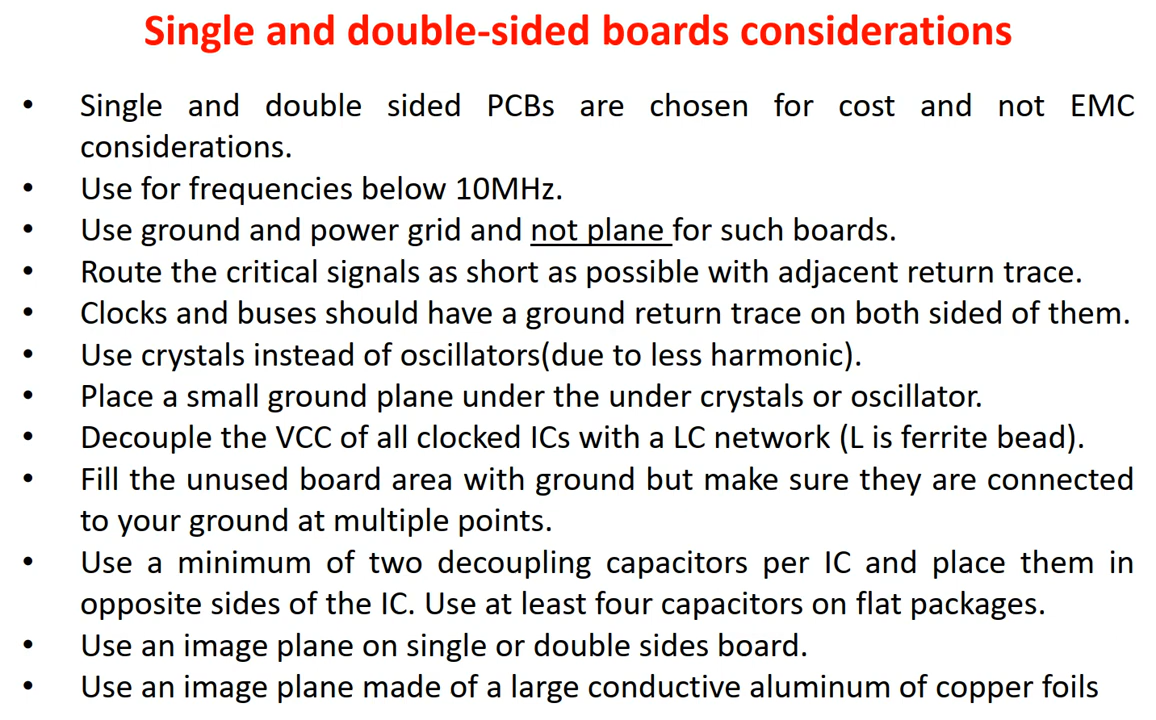 Single and double-sided boards considerations
• Single and double sided PCBs are chosen for cost and not EMC
considerations.
• Use for frequencies below 10MHz.
• Use ground and power grid and not plane for such boards.
• Route the critical signals as short as possible with adjacent return trace.
• Clocks and buses should have a ground return trace on both sided of them.
• Use crystals instead of oscillators(due to less harmonic).
• Place a small ground plane under the under crystals or oscillator.
• Decouple the VCC of all clocked ICs with a LC network (L is ferrite bead).
• Fill the unused board area with ground but make sure they are connected
to your ground at multiple points.
• Use a minimum of two decoupling capacitors per IC and place them in
opposite sides of the IC. Use at least four capacitors on flat packages.
• Use an image plane on single or double sides board.
• Use an image plane made of a large conductive aluminum of copper foils